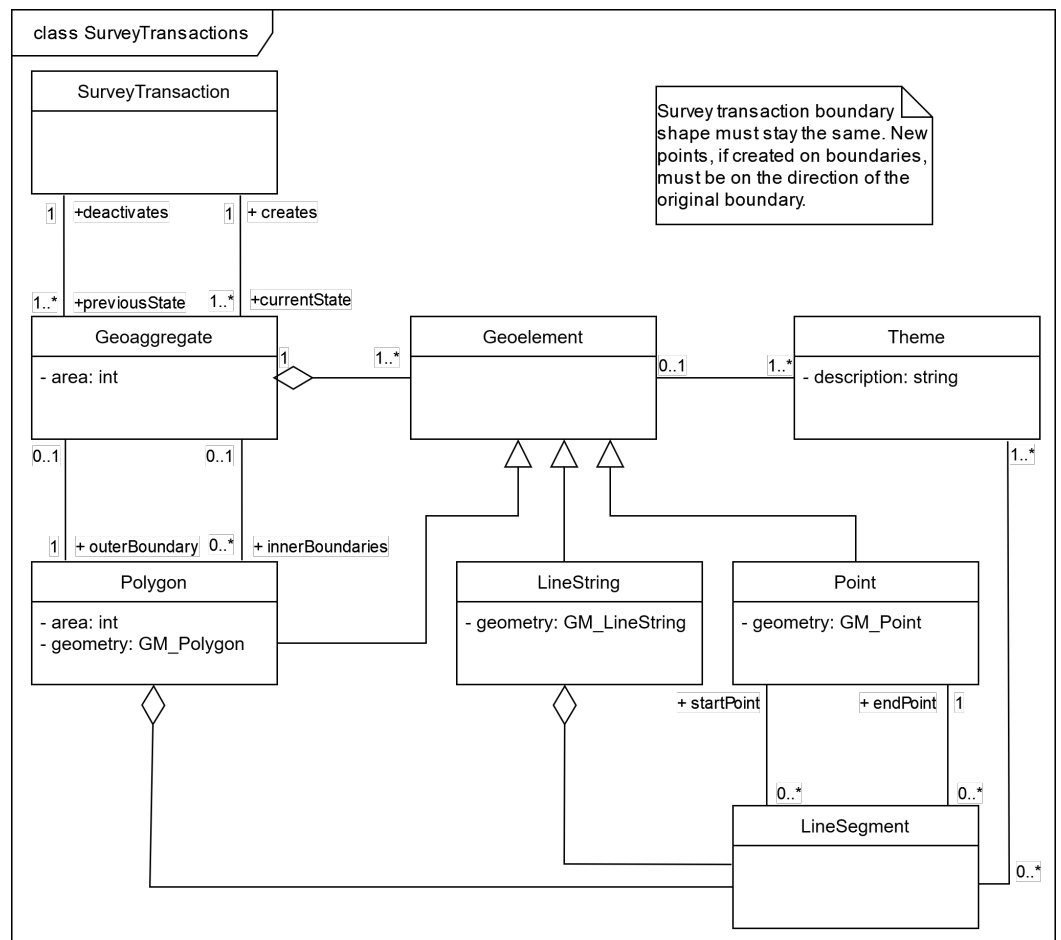 class SurveyTransactions
SurveyTransaction
Survey transaction boundary
shape must stay the same. New
points, if created on boundaries,
must be on the direction of the
original boundary.
1
+deactivates
1
+ creates
1..*
+previousState
1..*
+currentState
Geoaggregate
- area: int
1
1..*
Geoelement
0..1
1..*
Theme
- description: string
0..1
0..1
1..*
1
+ outerBoundary
0..*
+ innerBoundaries
Polygon
- area: int
- geometry: GM_Polygon
LineString
- geometry: GM_LineString
Point
- geometry: GM_Point
+ startPoint
+ endPoint
1
0..*
0..*
LineSegment
0..*